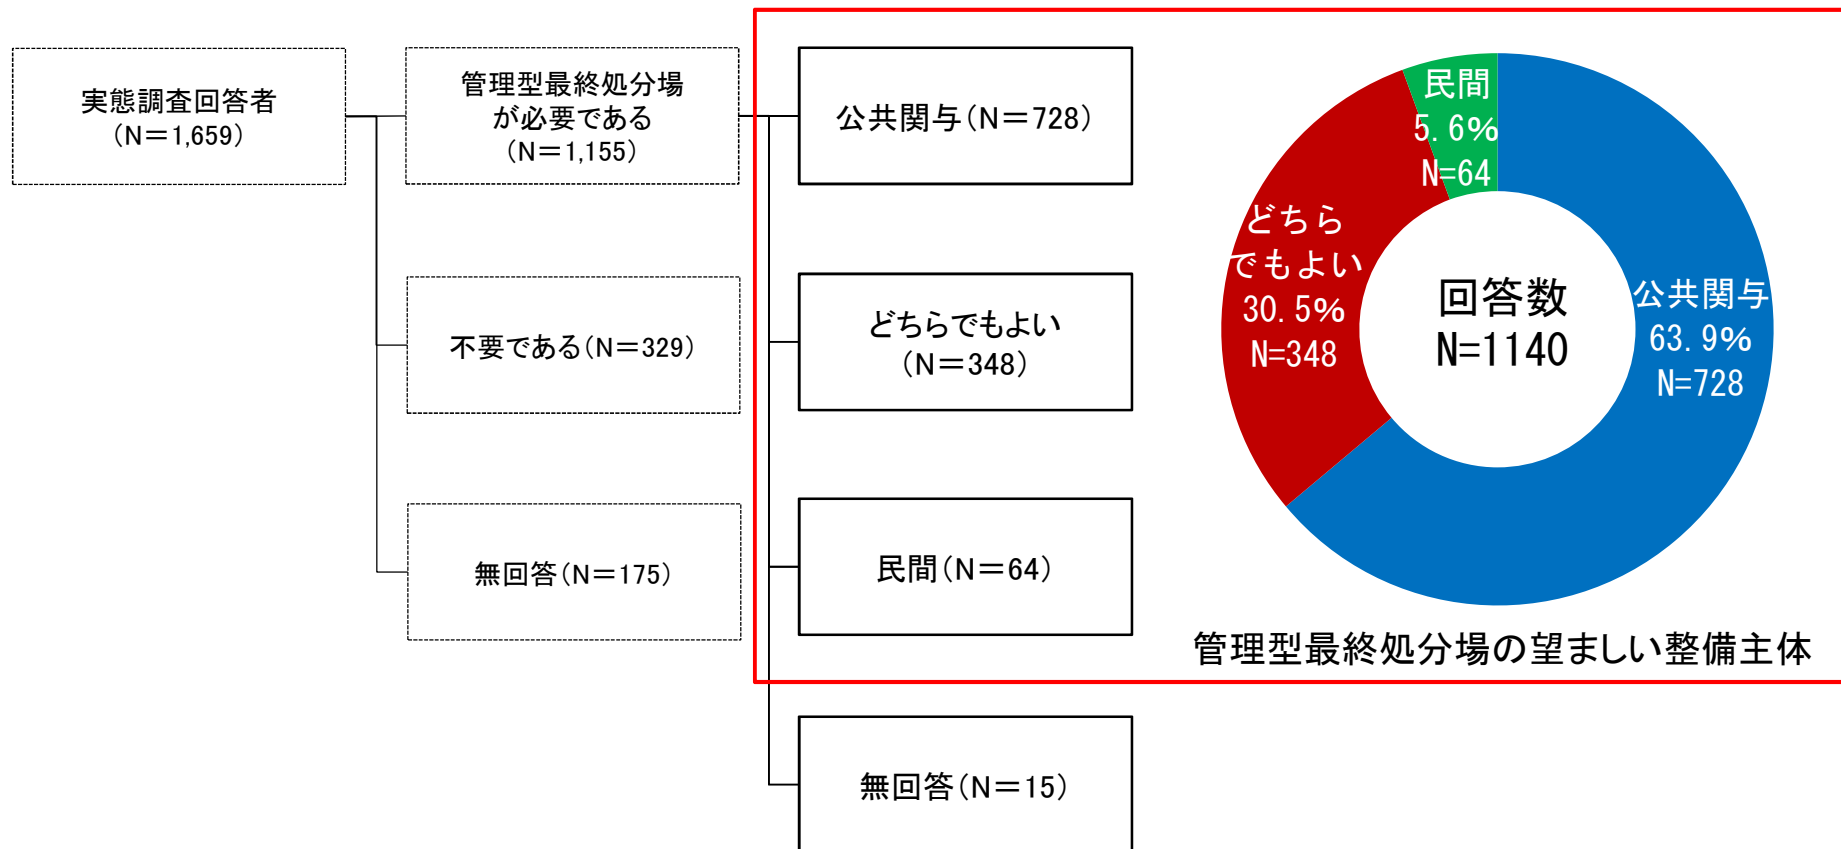 実態調査回答者
(N＝1,659)
管理型最終処分場
が必要である
(N＝1,155)
不要である(N＝329)
無回答(N＝175)
公共関与(N＝728)
どちらでもよい
(N＝348)
民間(N＝64)
無回答(N＝15)
民間
5.6%
N=64
どちら
でもよい
30.5%
N=348
回答数
N=1140
公共関与
63.9%
N=728
管理型最終処分場の望ましい整備主体